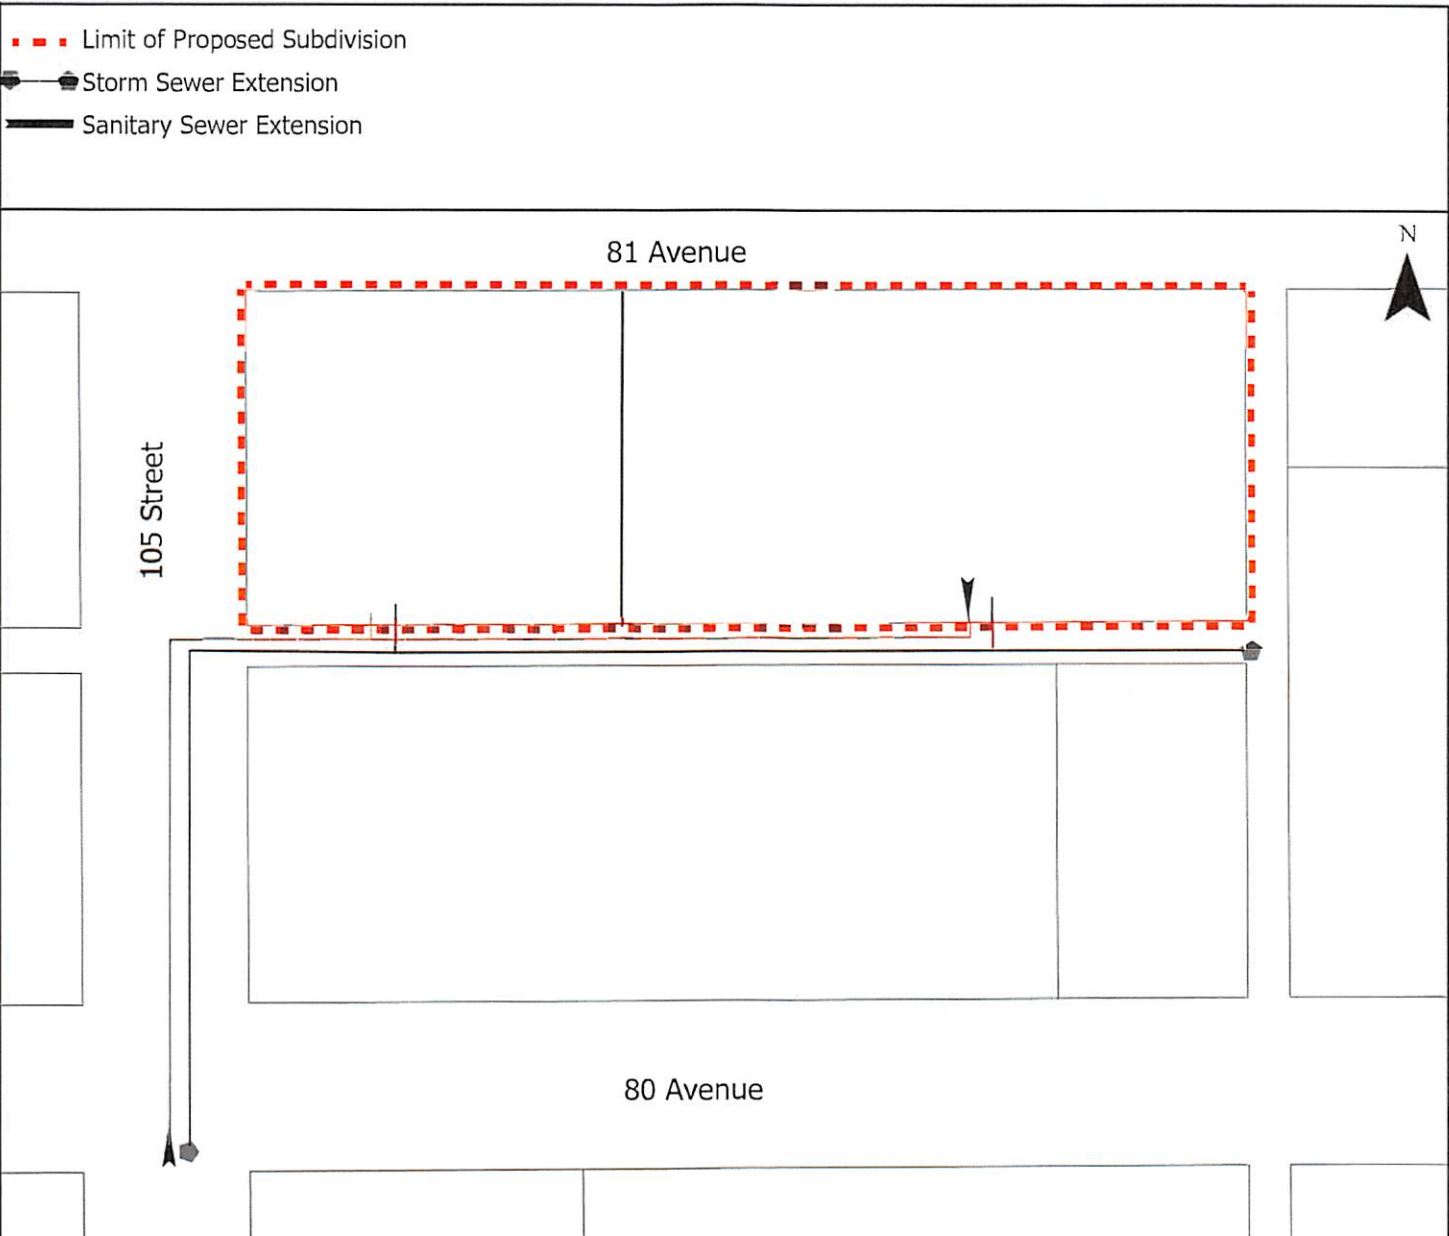 Limit of Proposed Subdivision
Storm Sewer Extension
Sanitary Sewer Extension
81 Avenue
N
105 Street
80 Avenue